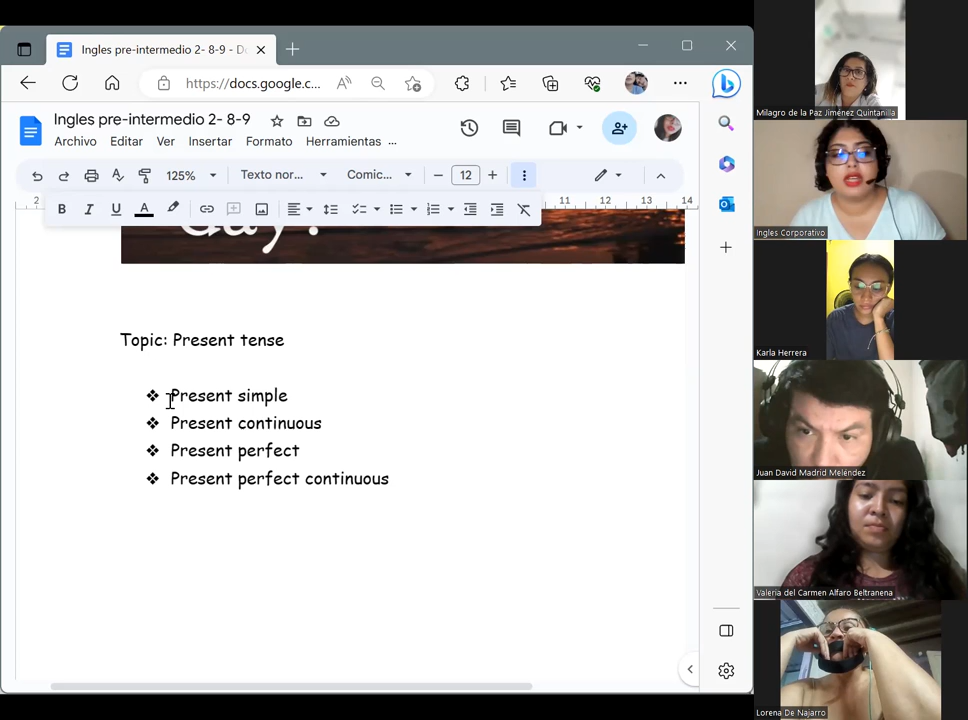 Ingles pre-intermedio 2- 8-9 - Do
https://docs.google.c...
Ingles pre-intermedio 2- 8-9
Archivo Editar Ver Insertar Formato Herramientas ...
125% Texto nor... Comic... 12
2 11 12 13 14
day?
Topic: Present tense
❖ Present simple
❖ Present continuous
❖ Present perfect
❖ Present perfect continuous
Milagro de la Paz Jiménez Quintanilla
Ingles Corporativo
Karla Herrera
Juan David Madrid Meléndez
Valeria del Carmen Alfaro Beltranena
Lorena De Najarro